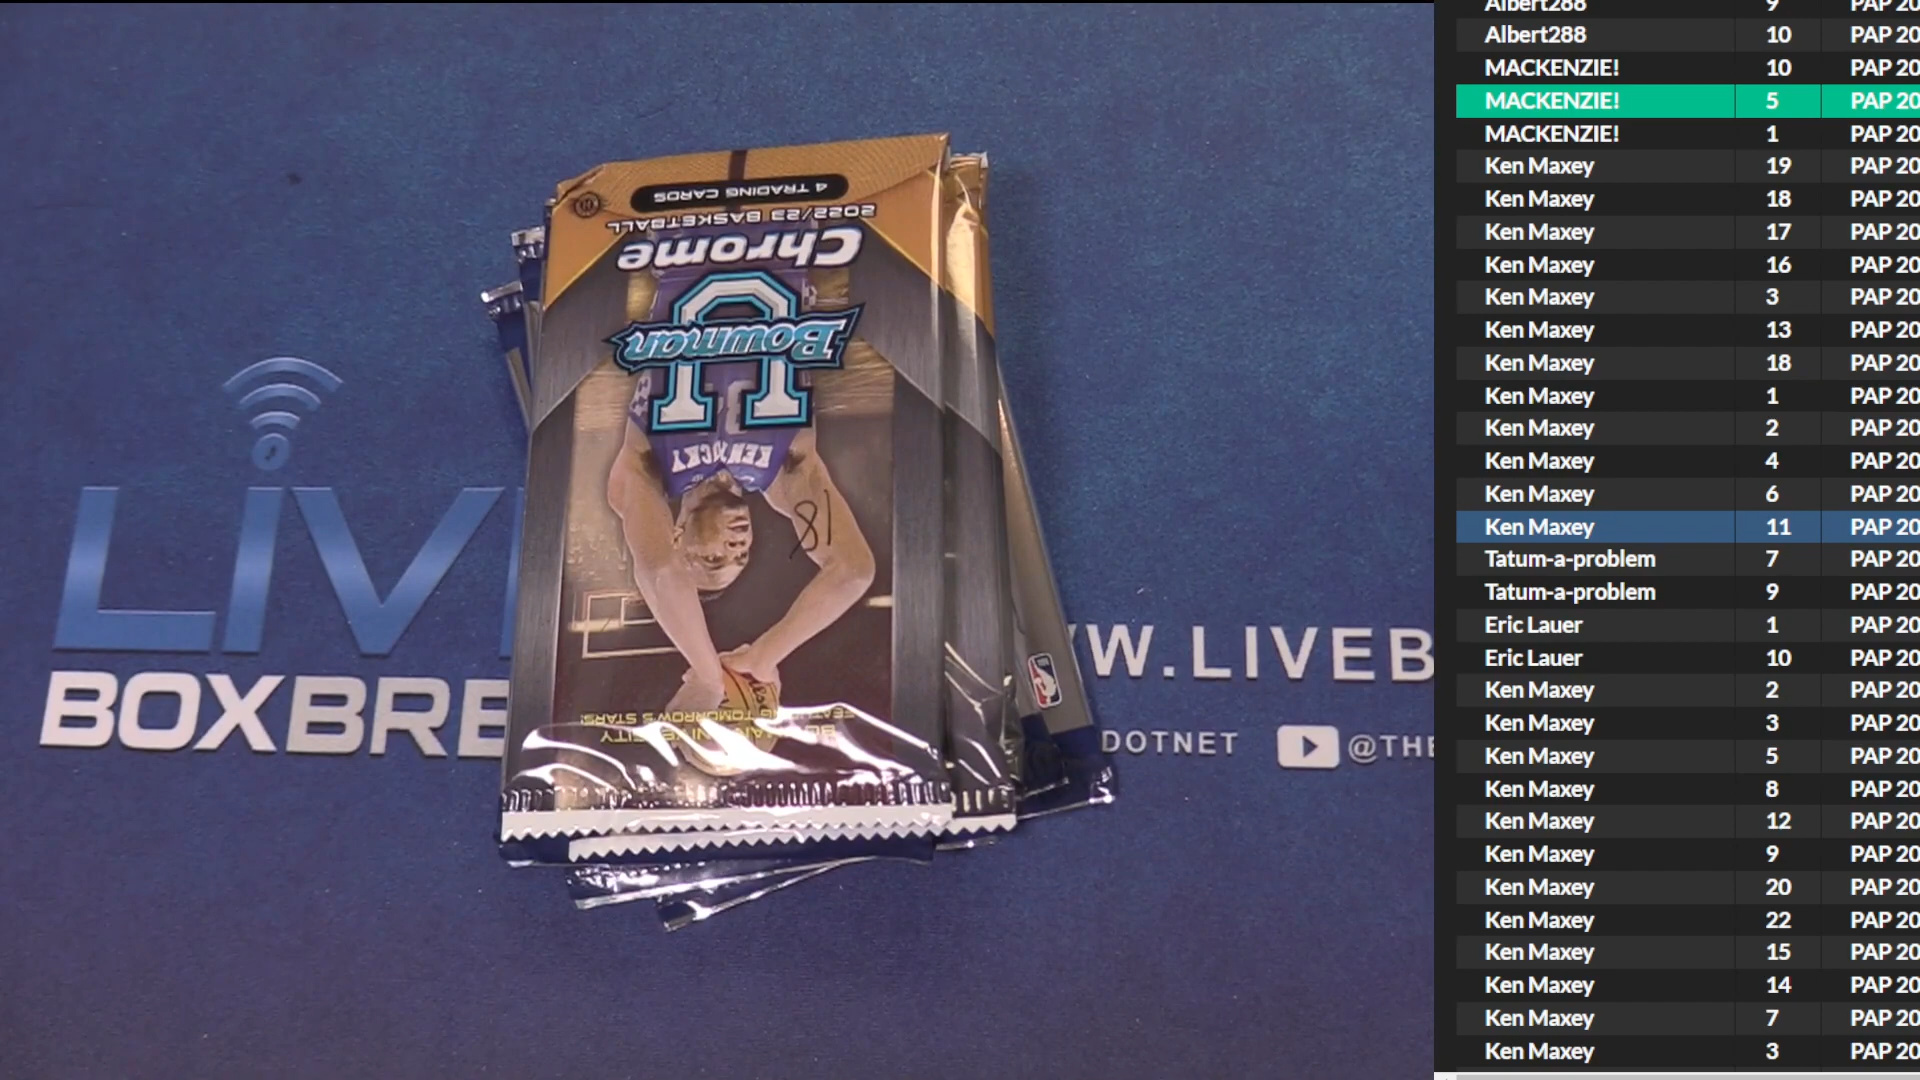 4 TRADING CARDS
2022/23 BASKETBALL
Chrome
Bowman
U
KENTUCKY
18
LIV
BOXBRE
WW.LIVEB
DOTNET
@THE
Albert288 9 PAP 20
Albert288 10 PAP 20
MACKENZIE! 10 PAP 20
MACKENZIE! 5 PAP 20
MACKENZIE! 1 PAP 20
Ken Maxey 19 PAP 20
Ken Maxey 18 PAP 20
Ken Maxey 17 PAP 20
Ken Maxey 16 PAP 20
Ken Maxey 3 PAP 20
Ken Maxey 13 PAP 20
Ken Maxey 18 PAP 20
Ken Maxey 1 PAP 20
Ken Maxey 2 PAP 20
Ken Maxey 4 PAP 20
Ken Maxey 6 PAP 20
Ken Maxey 11 PAP 20
Tatum-a-problem 7 PAP 20
Tatum-a-problem 9 PAP 20
Eric Lauer 1 PAP 20
Eric Lauer 10 PAP 20
Ken Maxey 2 PAP 20
Ken Maxey 3 PAP 20
Ken Maxey 5 PAP 20
Ken Maxey 8 PAP 20
Ken Maxey 12 PAP 20
Ken Maxey 9 PAP 20
Ken Maxey 20 PAP 20
Ken Maxey 22 PAP 20
Ken Maxey 15 PAP 20
Ken Maxey 14 PAP 20
Ken Maxey 7 PAP 20
Ken Maxey 3 PAP 20